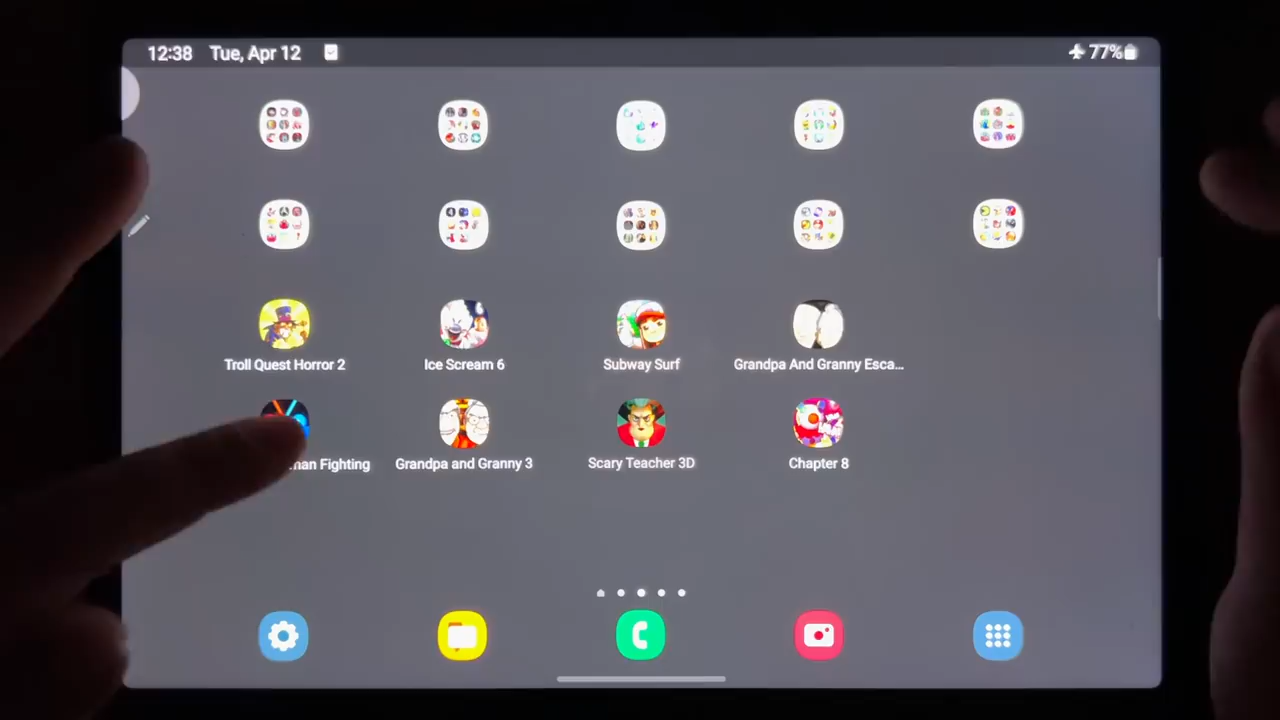 12:38 Tue, Apr 12
77%
Troll Quest Horror 2
Ice Scream 6
Subway Surf
Grandpa And Granny Esca...
Fighting
Grandpa and Granny 3
Scary Teacher 3D
Chapter 8